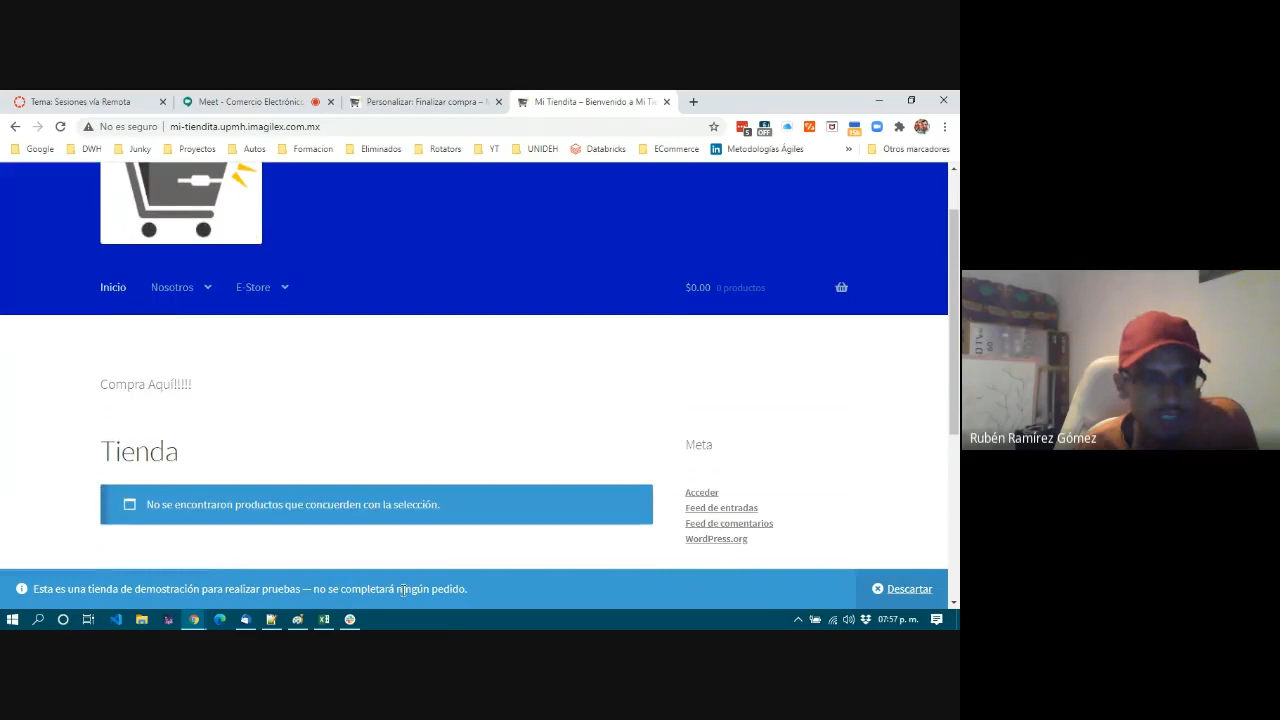 Tema: Sesiones vía Remota
Meet - Comercio Electrónic
Personalizar: Finalizar compra –
Mi Tiendita – Bienvenido a Mi Tie
No es seguro
mi-tiendita.upmh.imagilex.com.mx
5
OFF
Google
DWH
Junky
Proyectos
Autos
Formacion
Eliminados
Rotators
YT
UNIDEH
Databricks
ECommerce
Metodologías Ágiles
»
Otros marcadores
Inicio
Nosotros
E-Store
$0.00 0 productos
Compra Aquí!!!!!
Tienda
No se encontraron productos que concuerden con la selección.
Meta
Acceder
Feed de entradas
Feed de comentarios
WordPress.org
Esta es una tienda de demostración para realizar pruebas — no se completará ningún pedido.
Descartar
07:57 p. m.
Rubén Ramírez Gómez